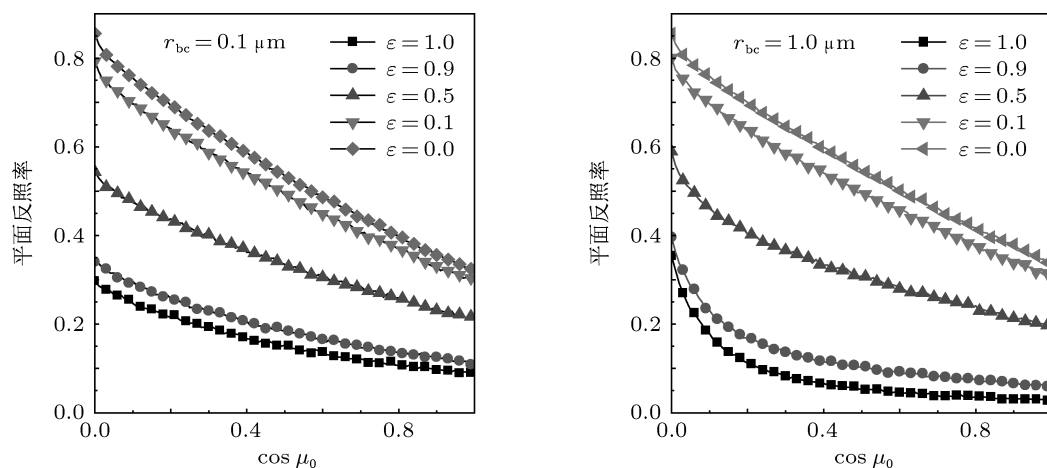 r_bc = 0.1 μm
ε = 1.0
ε = 0.9
ε = 0.5
ε = 0.1
ε = 0.0
平面反照率
0.8
0.6
0.4
0.2
0.0
0.0
0.4
0.8
cos μ₀
r_bc = 1.0 μm
ε = 1.0
ε = 0.9
ε = 0.5
ε = 0.1
ε = 0.0
平面反照率
0.8
0.6
0.4
0.2
0.0
0.0
0.4
0.8
cos μ₀